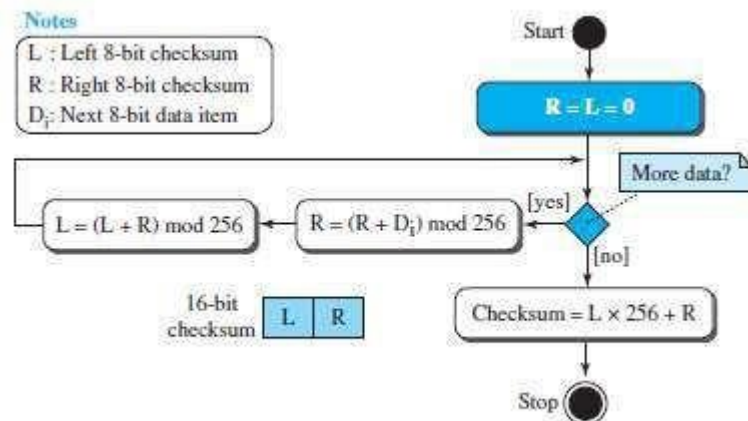 Notes
L : Left 8-bit checksum
R : Right 8-bit checksum
Di: Next 8-bit data item
Start
R = L = 0
More data?
[yes]
L = (L + R) mod 256
R = (R + Di) mod 256
[no]
16-bit
checksum
L R
Checksum = L × 256 + R
Stop